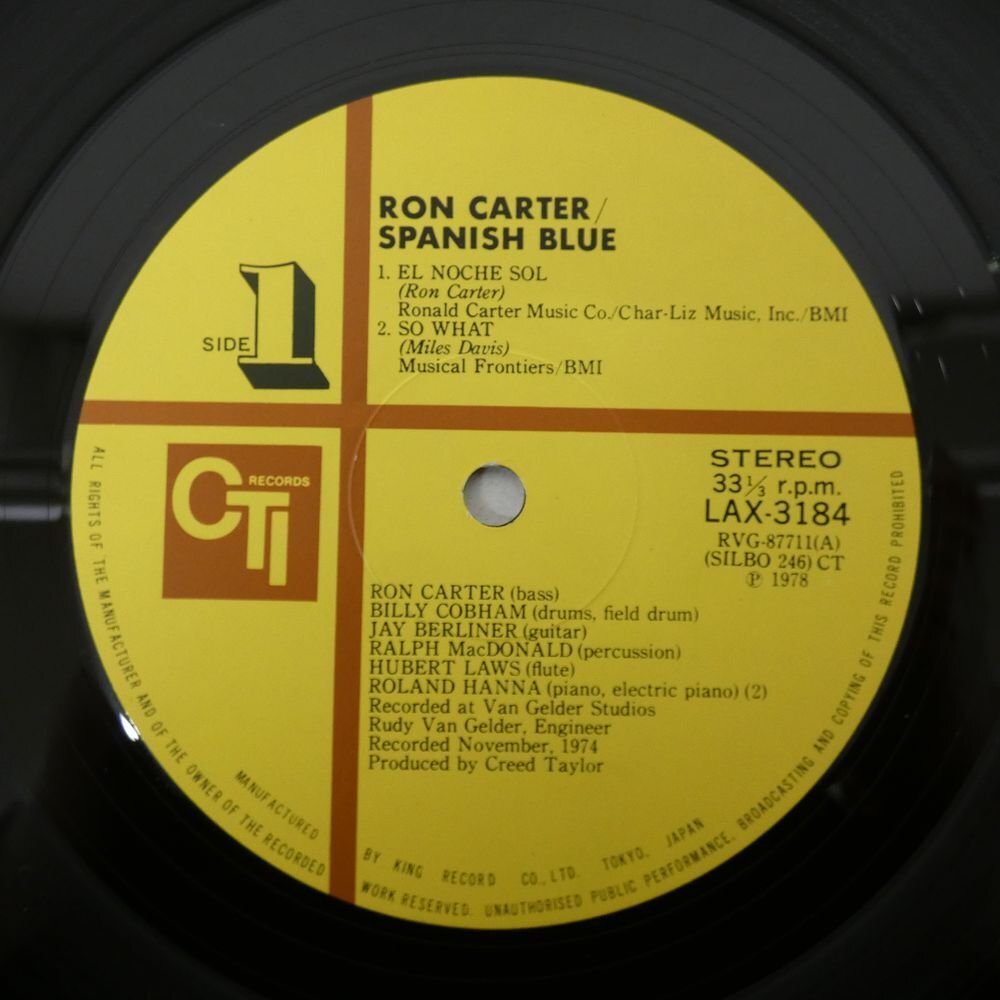 RON CARTER/
SPANISH BLUE
1. EL NOCHE SOL
(Ron Carter)
Ronald Carter Music Co./Char-Liz Music, Inc./BMI
2. SO WHAT
(Miles Davis)
Musical Frontiers/BMI
SIDE 1
CTI RECORDS
STEREO
33 1/3 r.p.m.
LAX-3184
RVG-87711(A)
(SILBO 246) CT
Ⓟ 1978
RON CARTER (bass)
BILLY COBHAM (drums, field drum)
JAY BERLINER (guitar)
RALPH MacDONALD (percussion)
HUBERT LAWS (flute)
ROLAND HANNA (piano, electric piano) (2)
Recorded at Van Gelder Studios
Rudy Van Gelder, Engineer
Recorded November, 1974
Produced by Creed Taylor
MANUFACTURED BY KING RECORD CO., LTD. TOKYO, JAPAN
ALL RIGHTS OF THE MANUFACTURER AND OF THE OWNER OF THE RECORDED WORK RESERVED. UNAUTHORISED PUBLIC PERFORMANCE, BROADCASTING AND COPYING OF THIS RECORD PROHIBITED